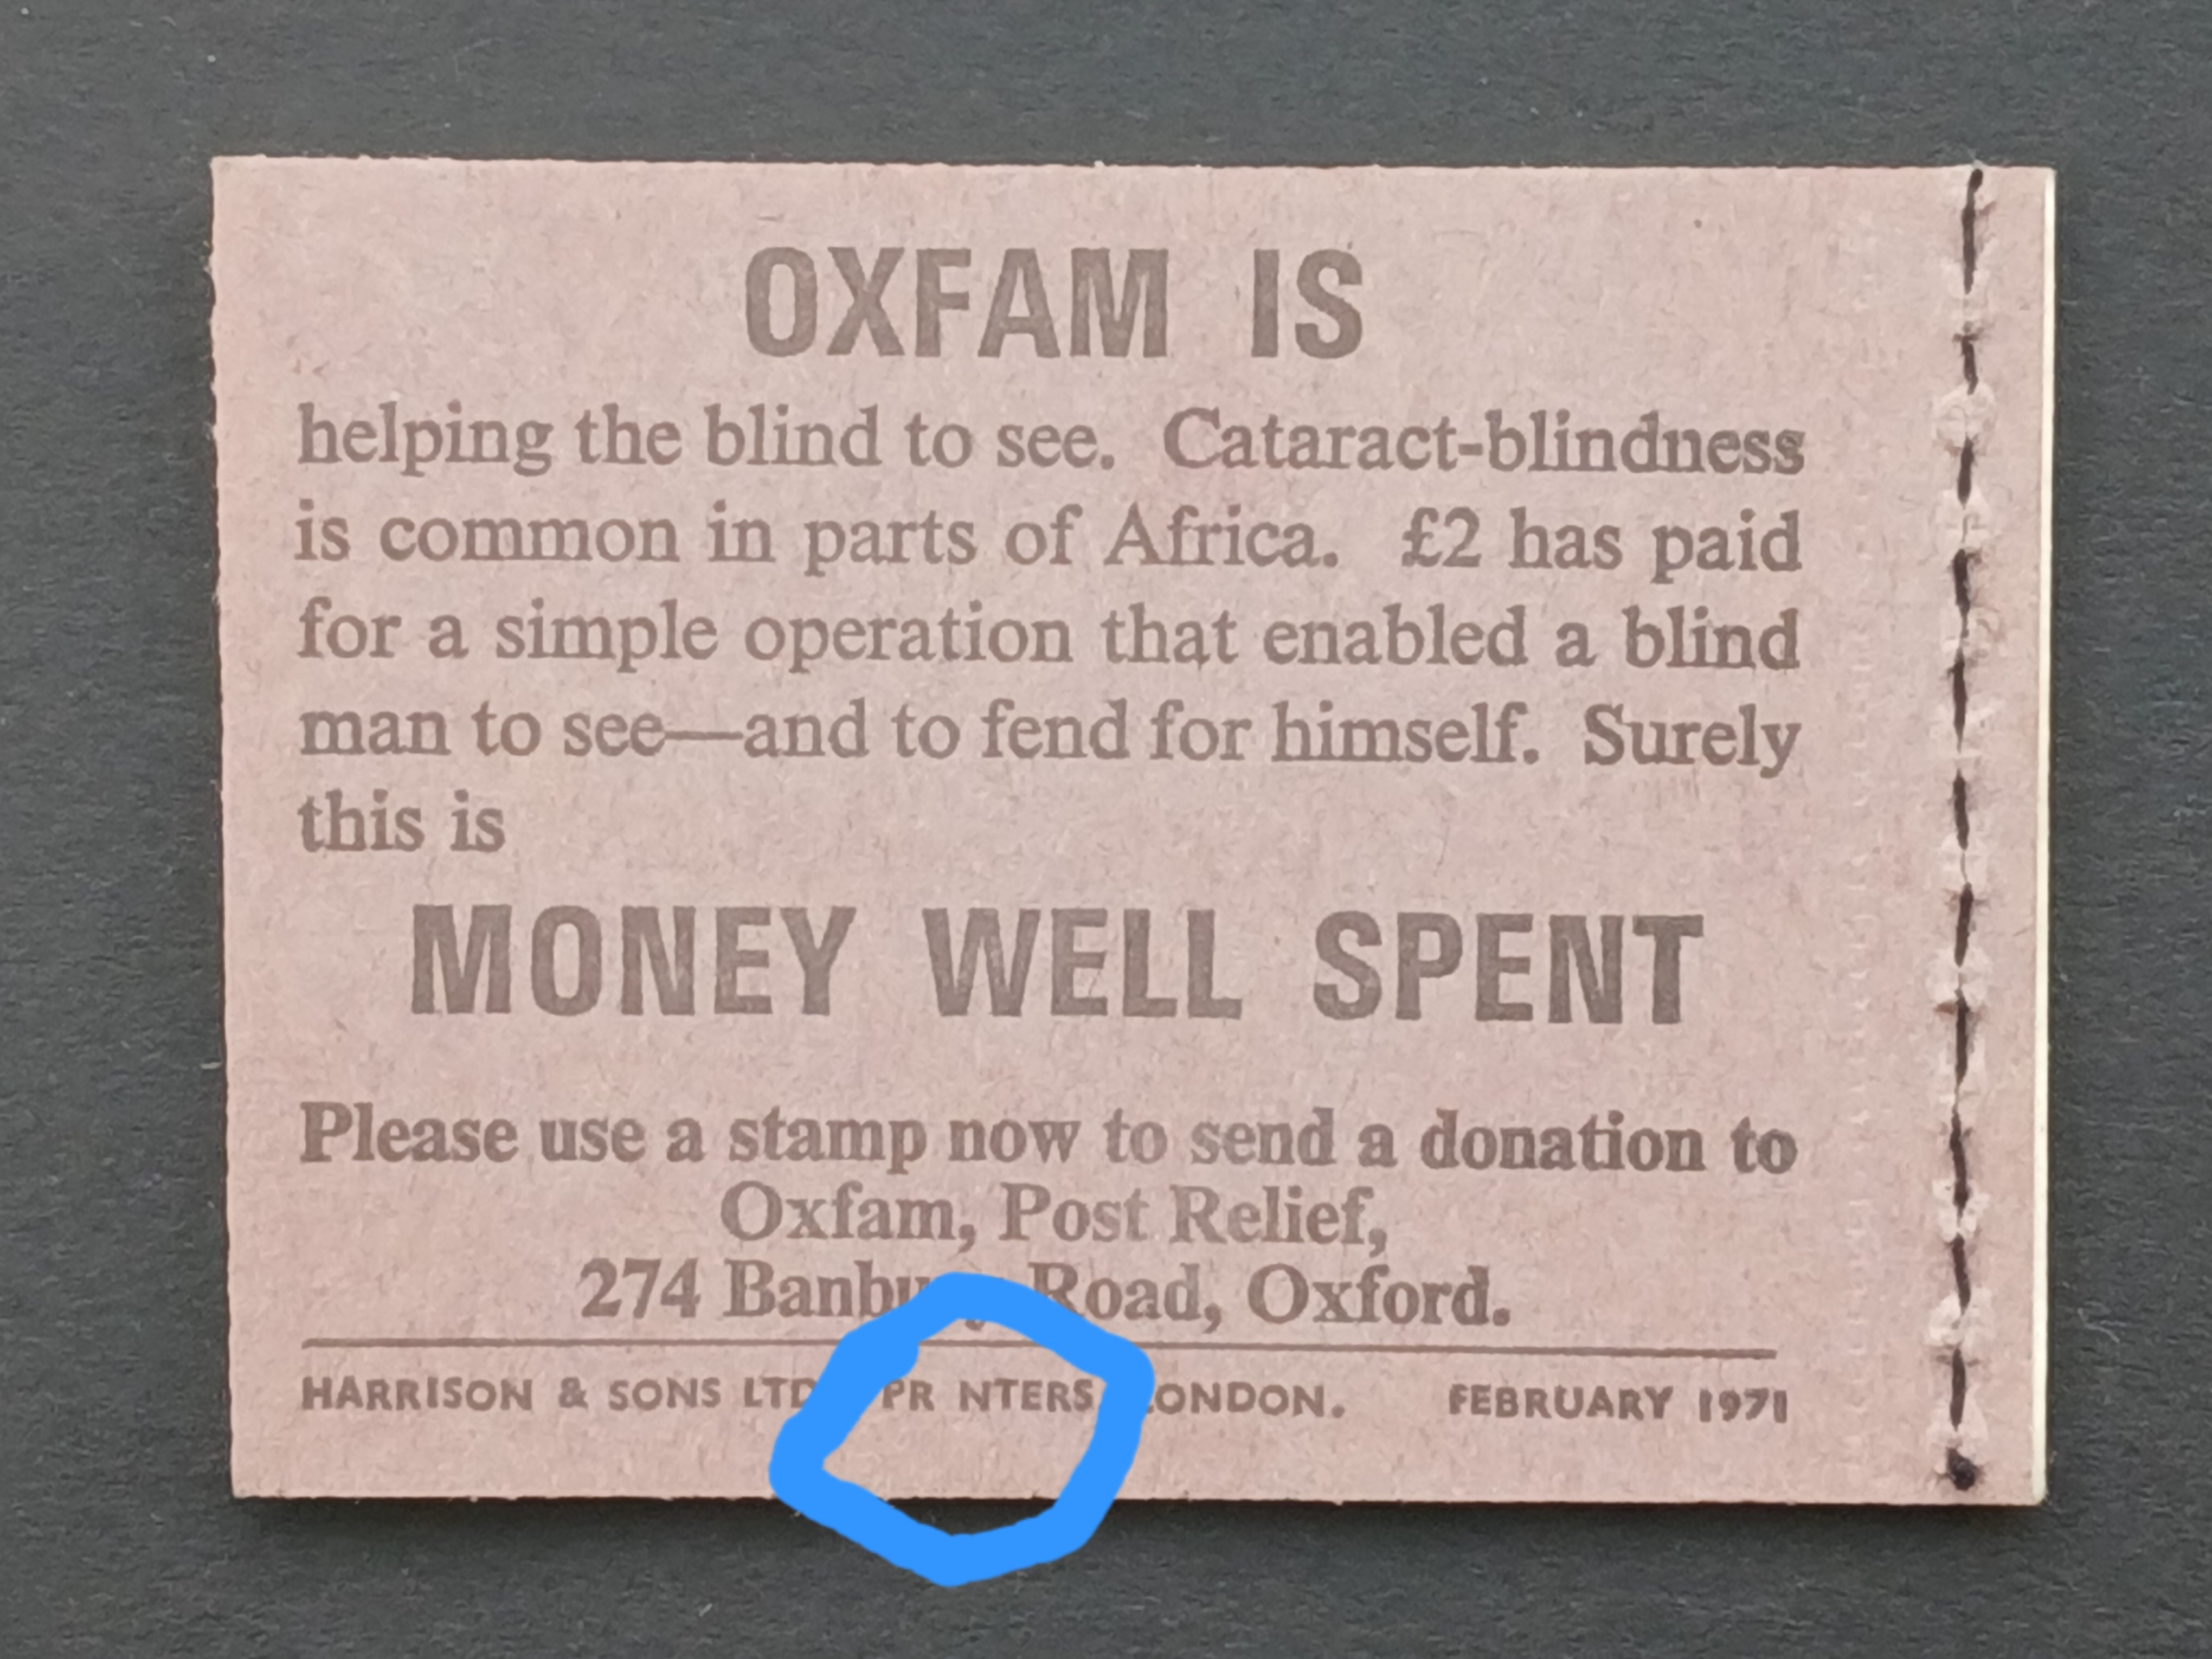 OXFAM IS
helping the blind to see. Cataract-blindness
is common in parts of Africa. £2 has paid
for a simple operation that enabled a blind
man to see—and to fend for himself. Surely
this is
MONEY WELL SPENT
Please use a stamp now to send a donation to
Oxfam, Post Relief,
274 Banbury Road, Oxford.
HARRISON & SONS LTD PR NTERS LONDON. FEBRUARY 1971